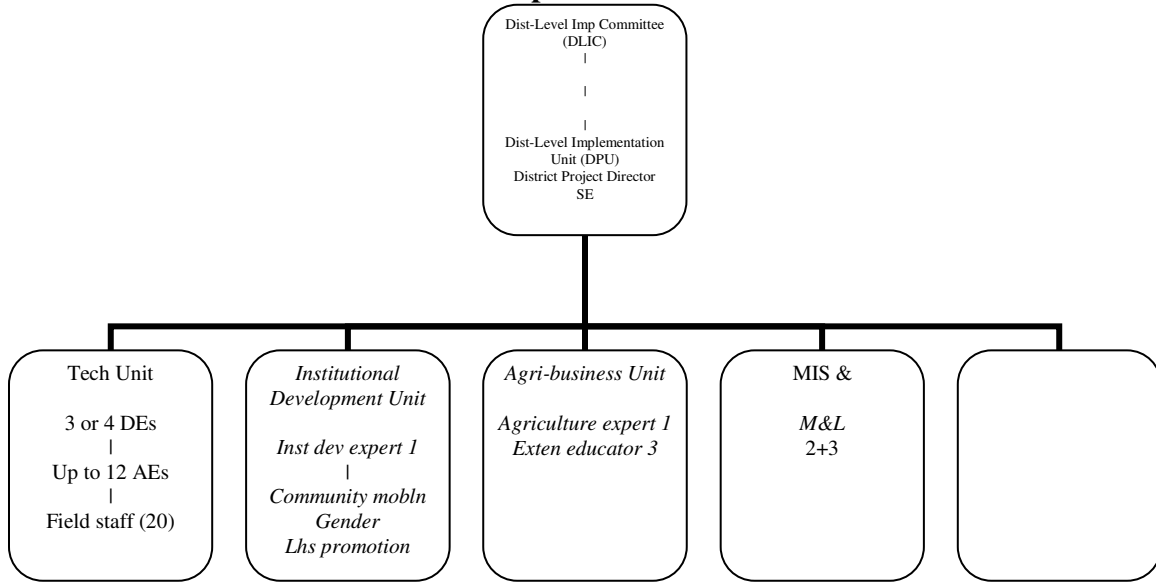 Dist-Level Imp Committee
(DLIC)
|
|
|
Dist-Level Implementation
Unit (DPU)
District Project Director
SE
Tech Unit
3 or 4 DEs
|
Up to 12 AEs
|
Field staff (20)
Institutional
Development Unit
Inst dev expert 1
|
Community mobln
Gender
Lhs promotion
Agri-business Unit
Agriculture expert 1
Exten educator 3
MIS &
M&L
2+3